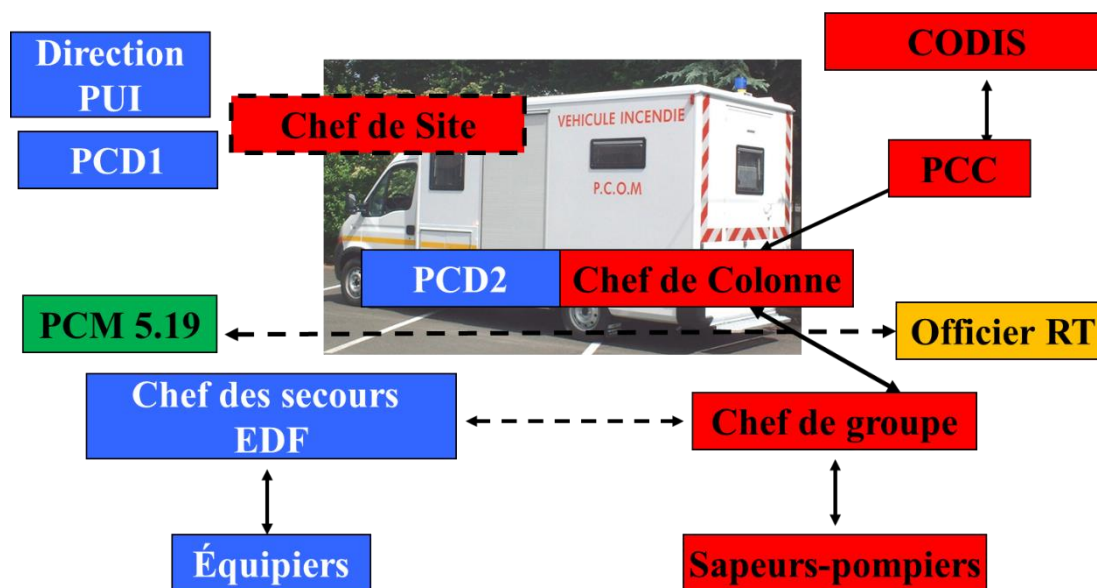 Direction
PUI
CODIS
Chef de Site
VEHICULE INCENDIE
PCD1
PCC
P.C.O.M
PCD2
Chef de Colonne
PCM 5.19
Officier RT
Chef des secours
EDF
Chef de groupe
Équipiers
Sapeurs-pompiers